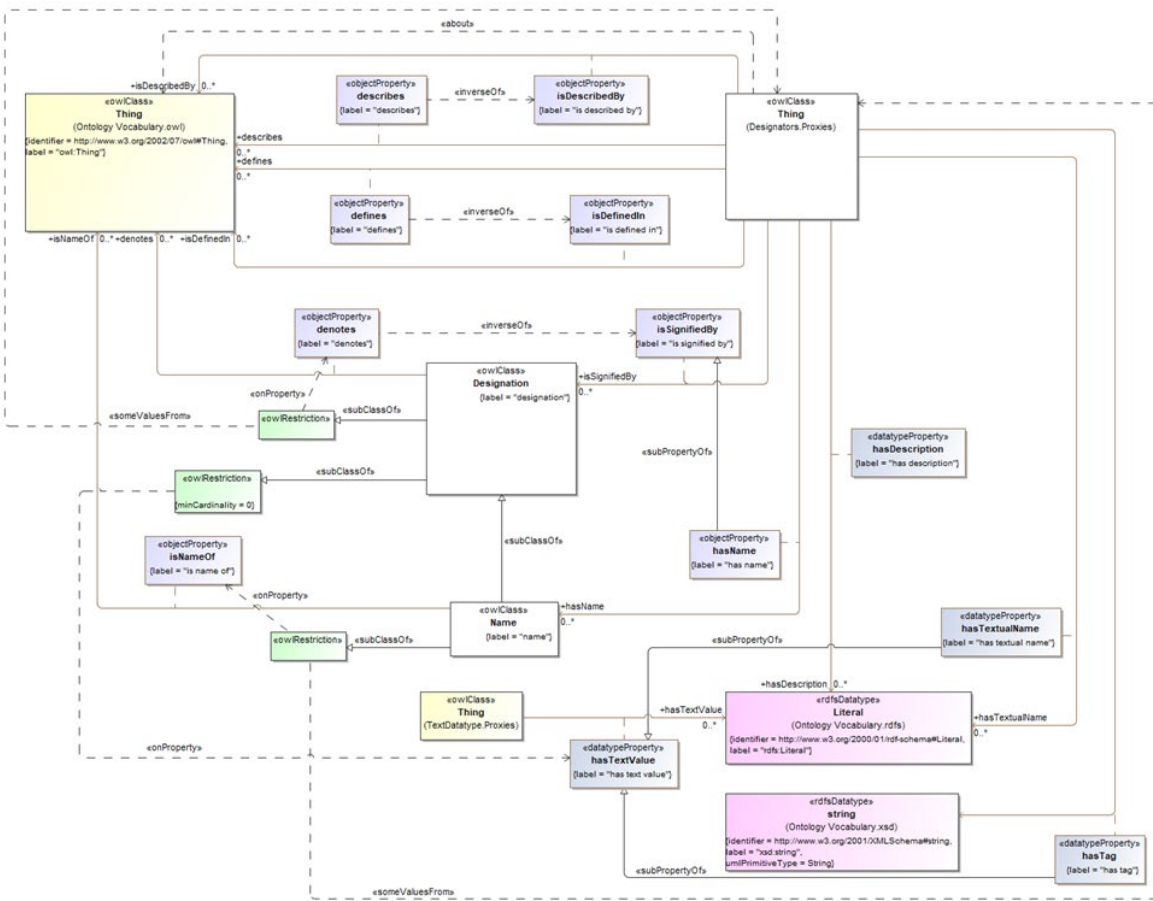 «about»
+isDescribedBy 0..*
«owlClass»
Thing
(Ontology Vocabulary.owl)
{identifier = http://www.w3.org/2002/07/owl#Thing,
label = "owl:Thing"}
«objectProperty»
describes
{label = "describes"}
«inverseOf»
«objectProperty»
isDescribedBy
{label = "is described by"}
«owlClass»
Thing
(Designators.Proxies)
+describes
0..*
+defines
0..*
«objectProperty»
defines
{label = "defines"}
«inverseOf»
«objectProperty»
isDefinedIn
{label = "is defined in"}
+isNameOf 0..* +denotes 0..* +isDefinedIn 0..*
«objectProperty»
denotes
{label = "denotes"}
«inverseOf»
«objectProperty»
isSignifiedBy
{label = "is signified by"}
«owlClass»
Designation
{label = "designation"}
+isSignifiedBy
0..*
«onProperty»
«someValuesFrom»
«owlRestriction»
«subClassOf»
«datatypeProperty»
hasDescription
{label = "has description"}
«subPropertyOf»
«owlRestriction»
{minCardinality = 0}
«subClassOf»
«objectProperty»
isNameOf
{label = "is name of"}
«subClassOf»
«objectProperty»
hasName
{label = "has name"}
«onProperty»
«owlClass»
Name
{label = "name"}
+hasName
0..*
«owlRestriction»
«subClassOf»
«datatypeProperty»
hasTextualName
{label = "has textual name"}
«subPropertyOf»
+hasDescription 0..*
«owlClass»
Thing
(TextDatatype.Proxies)
+hasTextValue
0..*
«rdfsDatatype»
Literal
(Ontology Vocabulary.rdfs)
{identifier = http://www.w3.org/2000/01/rdf-schema#Literal,
label = "rdfs:Literal"}
+hasTextualName
0..*
«onProperty»
«datatypeProperty»
hasTextValue
{label = "has text value"}
«rdfsDatatype»
string
(Ontology Vocabulary.xsd)
{identifier = http://www.w3.org/2001/XMLSchema#string,
label = "xsd:string",
umlPrimitiveType = String}
«datatypeProperty»
hasTag
{label = "has tag"}
«subPropertyOf»
«someValuesFrom»